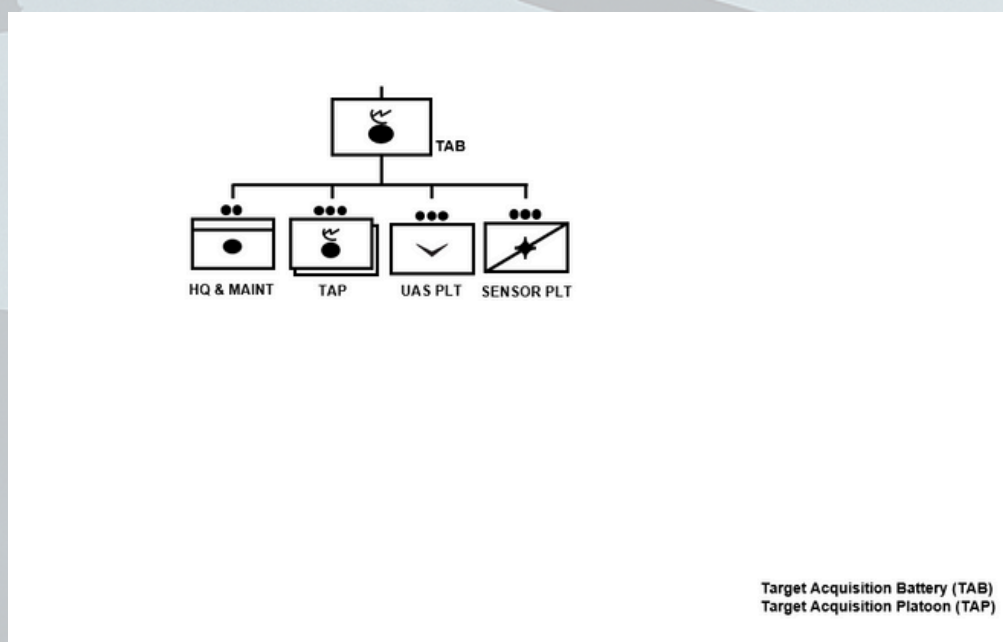 TAB
HQ & MAINT
TAP
UAS PLT
SENSOR PLT
Target Acquisition Battery (TAB)
Target Acquisition Platoon (TAP)